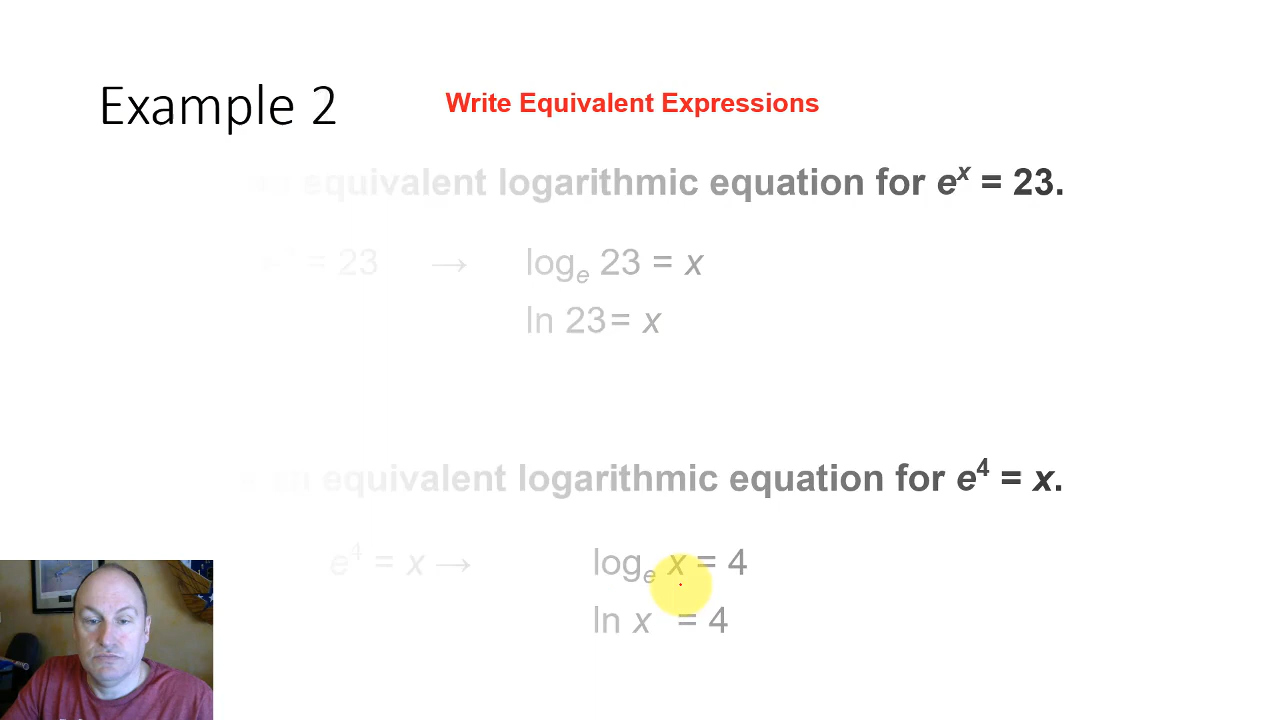 Example 2
Write Equivalent Expressions
equivalent logarithmic equation for eˣ = 23.
= 23 → logₑ 23 = x
ln 23 = x
an equivalent logarithmic equation for e⁴ = x.
e⁴ = x → logₑ x = 4
ln x = 4